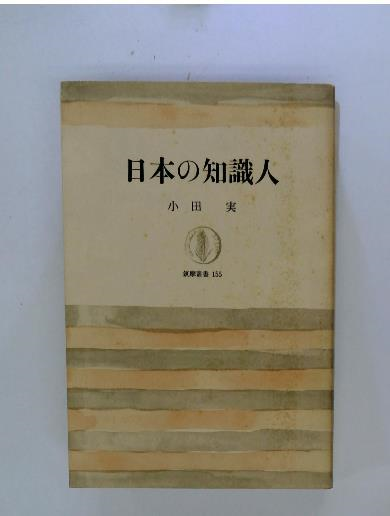 日本の知識人
小田 実
筑摩叢書 155